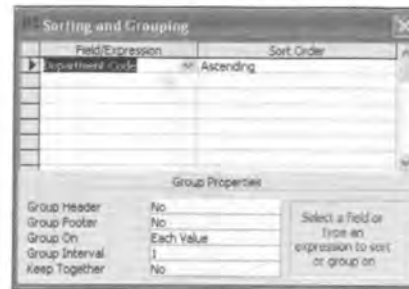 Sorting and Grouping
Field/Expression Sort Order
Department Code Ascending
Group Properties
Group Header No
Group Footer No
Group On Each Value
Group Interval 1
Keep Together No
Select a field or
type an
expression to sort
or group on